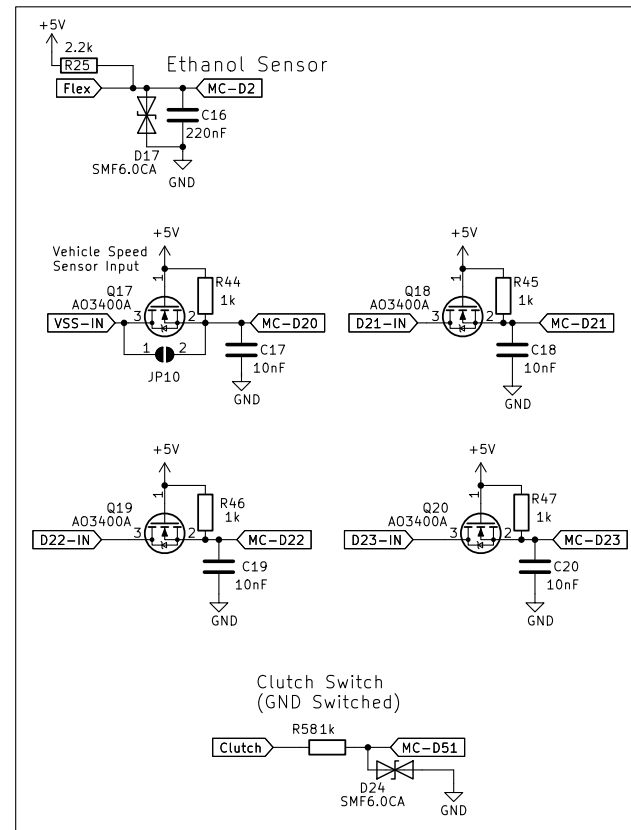 +5V
2.2k
R25
Ethanol Sensor
Flex
MC-D2
C16
220nF
D17
SMF6.0CA
GND
Vehicle Speed
Sensor Input
+5V
Q17
AO3400A
1
R44
1k
VSS-IN
3
2
MC-D20
1 2
JP10
C17
10nF
GND
+5V
Q18
AO3400A
1
R45
1k
D21-IN
3
2
MC-D21
C18
10nF
GND
+5V
Q19
AO3400A
1
R46
1k
D22-IN
3
2
MC-D22
C19
10nF
GND
+5V
Q20
AO3400A
1
R47
1k
D23-IN
3
2
MC-D23
C20
10nF
GND
Clutch Switch
(GND Switched)
R581k
Clutch
MC-D51
D24
SMF6.0CA
GND